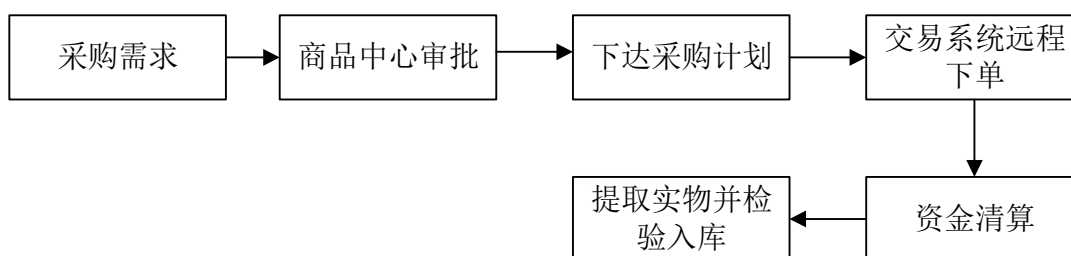 采购需求
商品中心审批
下达采购计划
交易系统远程
下单
资金清算
提取实物并检
验入库